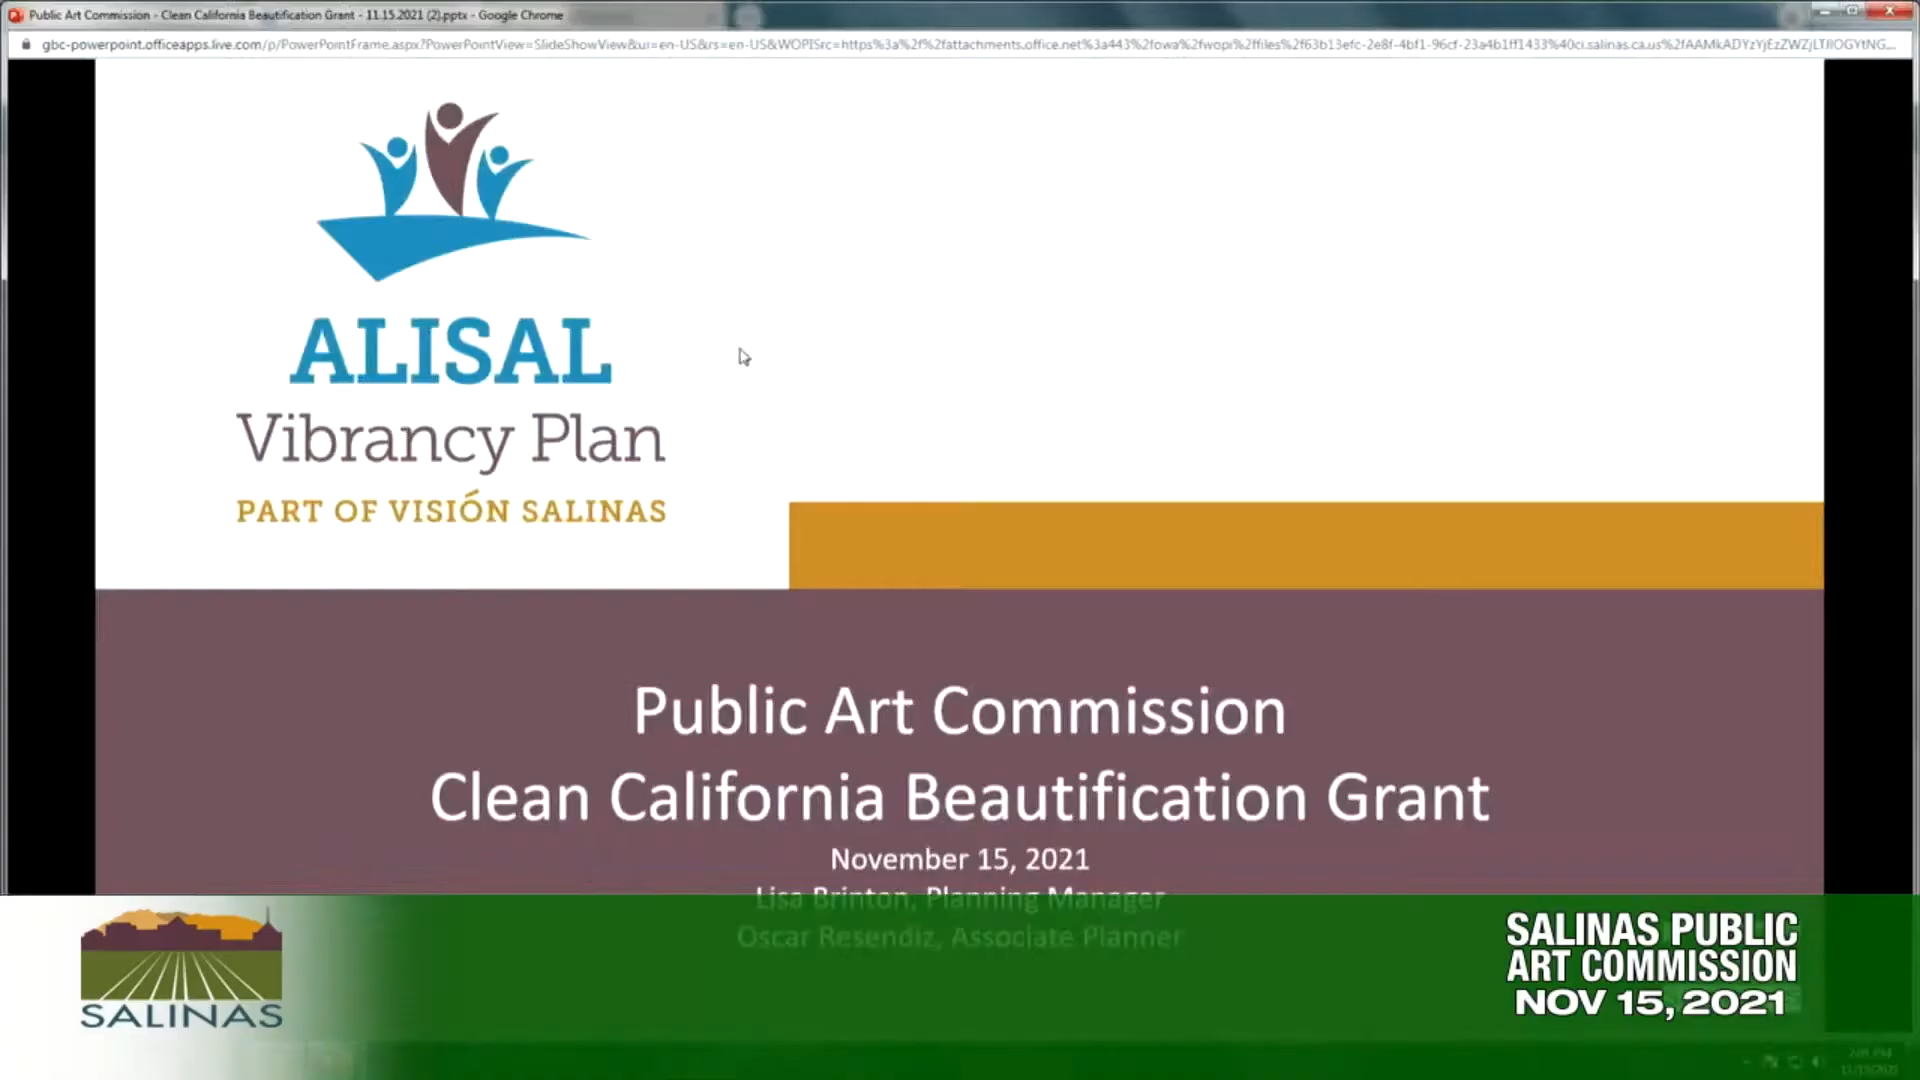 Public Art Commission - Clean California Beautification Grant - 11.15.2021 (2).pptx - Google Chrome
ALISAL
Vibrancy Plan
PART OF VISIÓN SALINAS
Public Art Commission
Clean California Beautification Grant
November 15, 2021
Lisa Brinton, Planning Manager
Oscar Resendiz, Associate Planner
SALINAS
SALINAS PUBLIC
ART COMMISSION
NOV 15, 2021